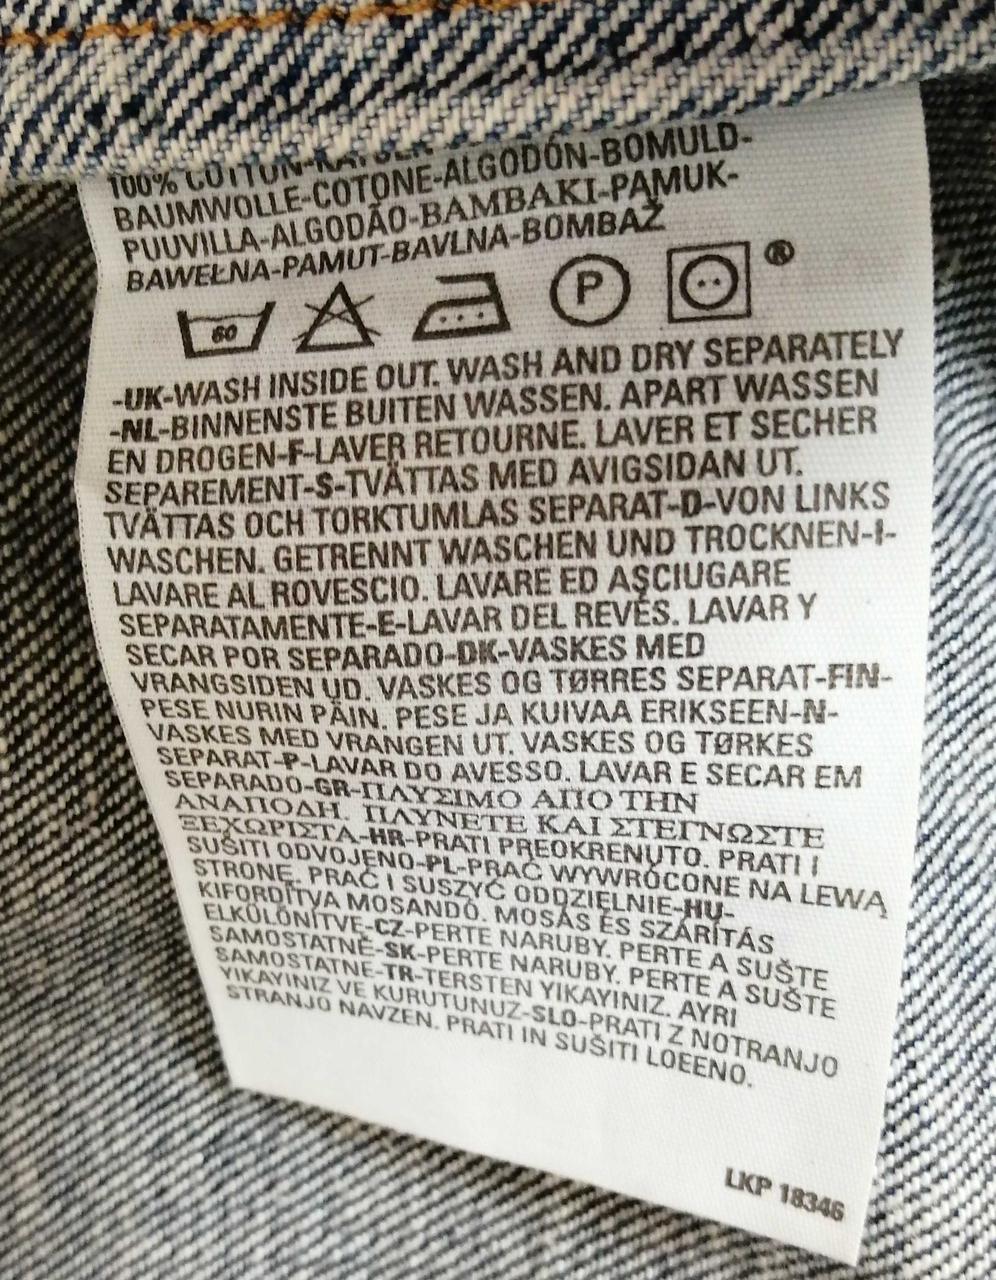 100% COTTON-
BAUMWOLLE-COTONE-ALGODÓN-BOMULD-
PUUVILLA-ALGODÃO-BAMBAKI-PAMUK-
BAWEŁNA-PAMUT-BAVLNA-BOMBAŽ
60 P ®
-UK-WASH INSIDE OUT. WASH AND DRY SEPARATELY
-NL-BINNENSTE BUITEN WASSEN. APART WASSEN
EN DROGEN-F-LAVER RETOURNE. LAVER ET SECHER
SEPAREMENT-S-TVÄTTAS MED AVIGSIDAN UT.
TVÄTTAS OCH TORKTUMLAS SEPARAT-D-VON LINKS
WASCHEN. GETRENNT WASCHEN UND TROCKNEN-I-
LAVARE AL ROVESCIO. LAVARE ED ASCIUGARE
SEPARATAMENTE-E-LAVAR DEL REVÉS. LAVAR Y
SECAR POR SEPARADO-DK-VASKES MED
VRANGSIDEN UD. VASKES OG TØRRES SEPARAT-FIN-
PESE NURIN PÄIN. PESE JA KUIVAA ERIKSEEN-N-
VASKES MED VRANGEN UT. VASKES OG TØRKES
SEPARAT-P-LAVAR DO AVESSO. LAVAR E SECAR EM
SEPARADO-GR-ΠΛΥΣΙΜΟ ΑΠΟ ΤΗΝ
ΑΝΑΠΟΔΗ. ΠΛΥΝΕΤΕ ΚΑΙ ΣΤΕΓΝΩΣΤΕ
ΞΕΧΩΡΙΣΤΑ-HR-PRATI PREOKRENUTO. PRATI I
SUŠITI ODVOJENO-PL-PRAĆ WYWRÓCONE NA LEWĄ
STRONĘ. PRAĆ I SUSZYĆ ODDZIELNIE-HU-
KIFORDÍTVA MOSANDÓ. MOSÁS ÉS SZÁRÍTÁS
ELKÜLÖNÍTVE-CZ-PERTE NARUBY. PERTE A SUŠTE
SAMOSTATNĚ-SK-PERTE NARUBY. PERTE A SUŠTE
SAMOSTATNE-TR-TERSTEN YIKAYINIZ. AYRI
YIKAYINIZ VE KURUTUNUZ-SLO-PRATI Z NOTRANJO
STRANJO NAVZEN. PRATI IN SUŠITI LOEENO.
LKP 18346